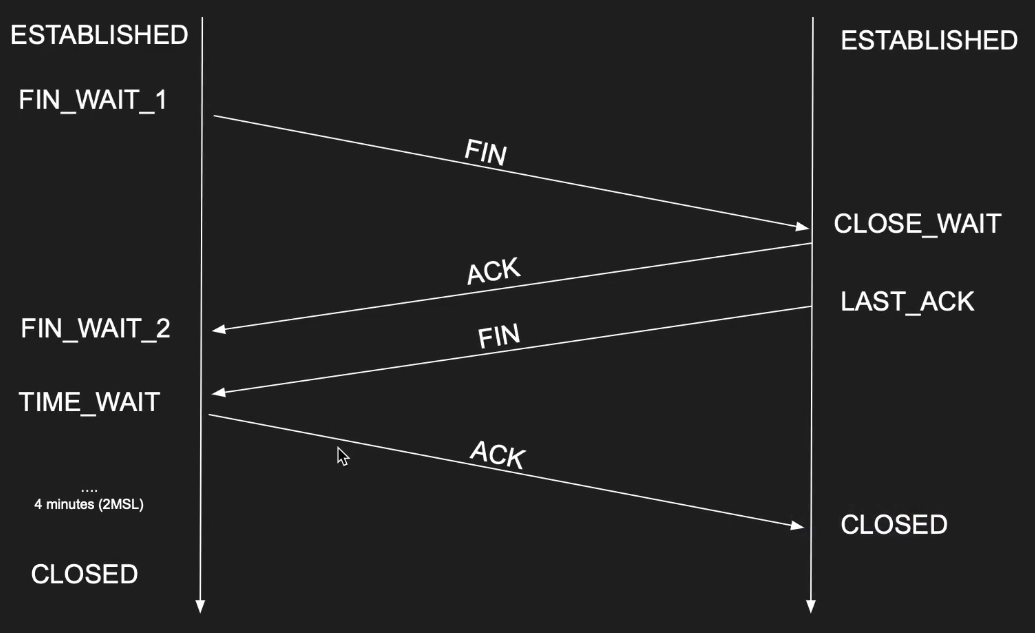 ESTABLISHED
ESTABLISHED
FIN_WAIT_1
FIN
CLOSE_WAIT
ACK
LAST_ACK
FIN_WAIT_2
FIN
TIME_WAIT
ACK
....
4 minutes (2MSL)
CLOSED
CLOSED